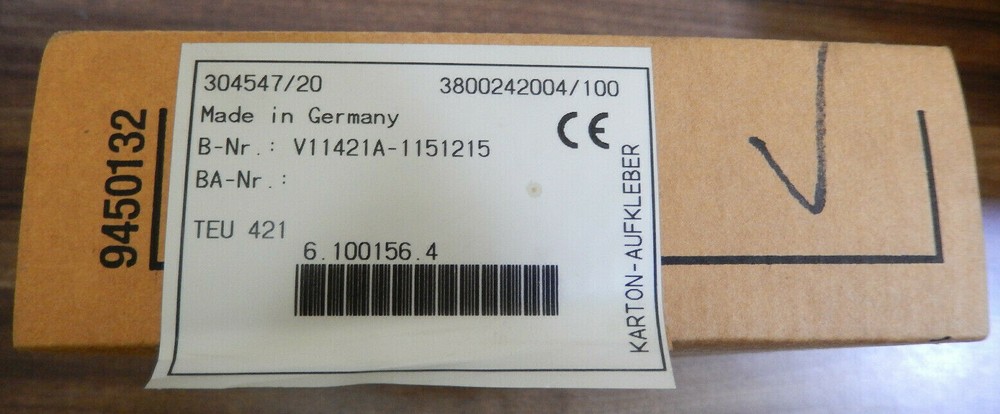 9450132
304547/20 3800242004/100
Made in Germany
CE
B-Nr.: V11421A-1151215
BA-Nr.:
TEU 421
6.100156.4
KARTON-AUFKLEBER